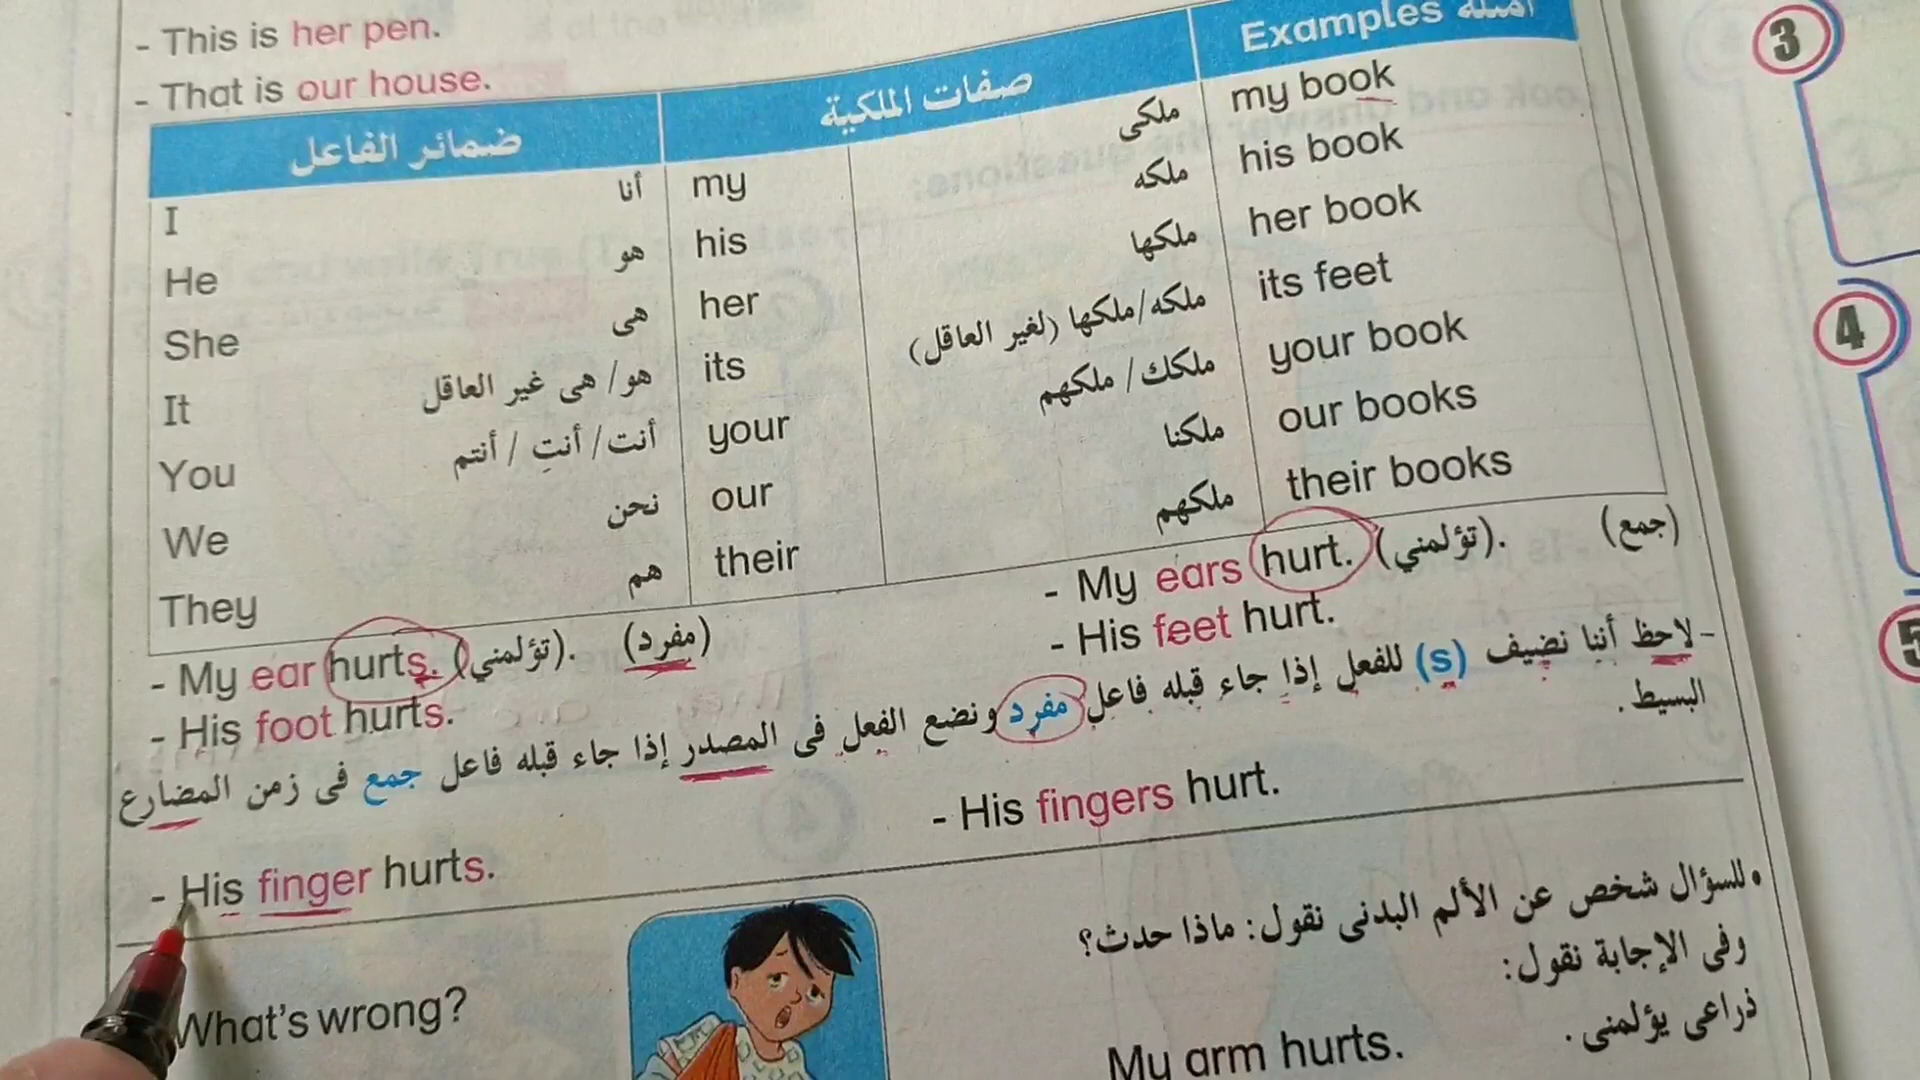 - This is her pen.
- That is our house.
ضمائر الفاعل صفات الملكية Examples أمثلة
I أنا my ملكى my book
He هو his ملكه his book
She هى her ملكها her book
It هو/ هى غير العاقل its ملكه/ملكها (لغير العاقل) its feet
You أنت/ أنتِ / أنتم your ملكك/ ملكهم your book
We نحن our ملكنا our books
They هم their ملكهم their books
- My ear hurts. (تؤلمني). (مفرد) - My ears hurt. (تؤلمني). (جمع)
- His foot hurts. - His feet hurt.
- لاحظ أننا نضيف (s) للفعل إذا جاء قبله فاعل مفرد ونضع الفعل فى المصدر إذا جاء قبله فاعل جمع فى زمن المضارع
البسيط.
- His finger hurts. - His fingers hurt.
• للسؤال شخص عن الألم البدنى نقول: ماذا حدث؟
وفى الإجابة نقول:
What's wrong?
ذراعى يؤلمنى.
My arm hurts.
3
4
5